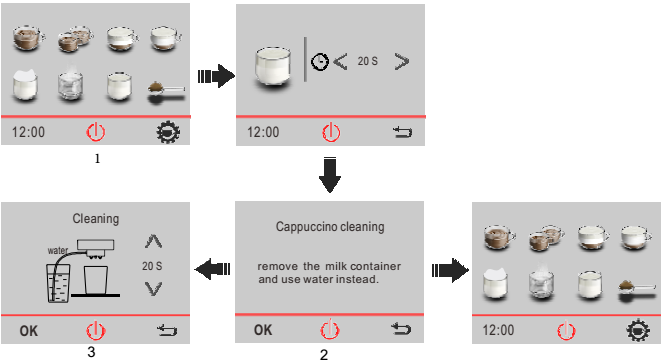 20 S
12:00
12:00
1
Cleaning
water
20 S
OK
3
Cappuccino cleaning
remove the milk container
and use water instead.
OK
2
12:00